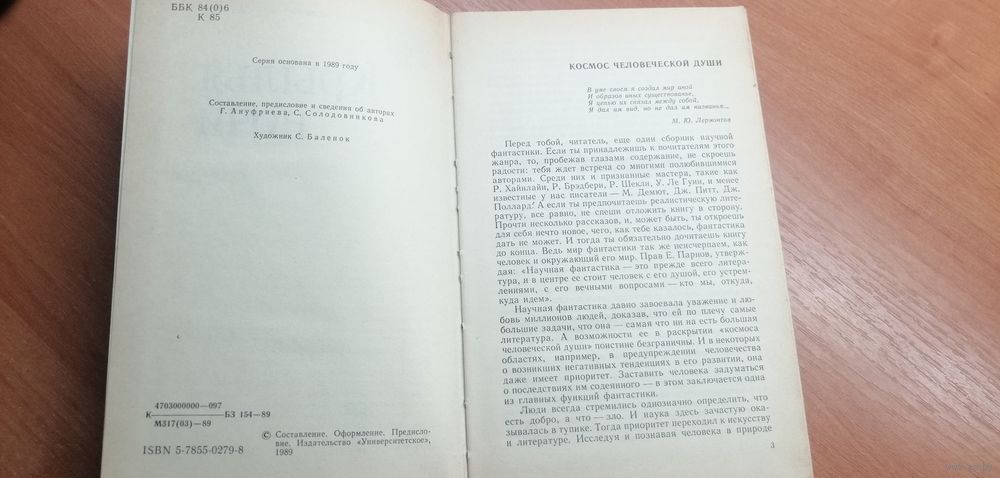 ББК 84(0)6
К 85
Серия основана в 1989 году
Составление, предисловие и сведения об авторах
Г. Ануфриева, С. Солодовникова
Художник С. Баленок
4703000000—097
К————БЗ 154—89
М317(03)—89
© Составление. Оформление. Предисло-
вие. Издательство «Университетское»,
1989
ISBN 5-7855-0279-8
КОСМОС ЧЕЛОВЕЧЕСКОЙ ДУШИ
В уме своем я создал мир иной
И образов иных существованье.
Я цепью их связал между собой,
Я дал им вид, но не дал им названья...
М. Ю. Лермонтов
Перед тобой, читатель, еще один сборник научной
фантастики. Если ты принадлежишь к почитателям этого
жанра, то, пробежав глазами содержание, не скроешь
радости: тебя ждет встреча со многими полюбившимися
авторами. Среди них и признанные мастера, такие как
Р. Хайнлайн, Р. Брэдбери, Р. Шекли, У. Ле Гуин, и менее
известные у нас писатели — М. Демют, Дж. Питт, Дж.
Поллард. А если ты предпочитаешь реалистическую лите-
ратуру, все равно, не спеши отложить книгу в сторону.
Прочти несколько рассказов, и, может быть, ты откроешь
для себя нечто новое, чего, как тебе казалось, фантастика
дать не может. И тогда ты обязательно дочитаешь книгу
до конца. Ведь мир фантастики так же неисчерпаем, как
человек и окружающий его мир. Прав Е. Парнов, утверж-
дая: «Научная фантастика — это прежде всего литера-
тура, и в центре ее стоит человек с его душой, его устрем-
лениями, с его вечными вопросами — кто мы, откуда,
куда идем».
Научная фантастика давно завоевала уважение и лю-
бовь миллионов людей, доказав, что ей по плечу самые
большие задачи, что она — самая что ни на есть большая
литература. А возможности ее в раскрытии «космоса
человеческой души» поистине безграничны. И в некоторых
областях, например, в предупреждении человечества
о возникших негативных тенденциях в его развитии, она
даже имеет приоритет. Заставить человека задуматься
о последствиях им содеянного — в этом заключается одна
из главных функций фантастики.
Люди всегда стремились однозначно определить, что
есть добро, а что — зло. И наука здесь зачастую ока-
зывалась в тупике. Тогда приоритет переходил к искусству
и литературе. Исследуя и познавая человека в природе
3